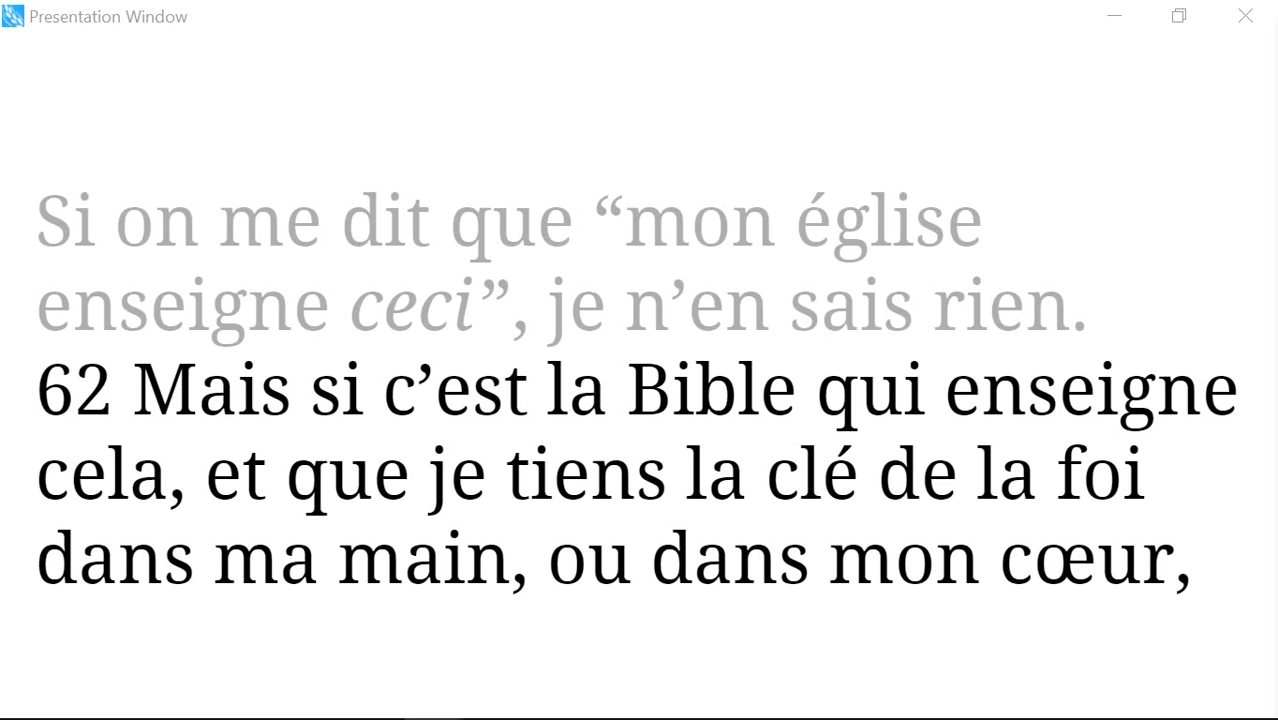 Presentation Window
Si on me dit que “mon église
enseigne ceci”, je n’en sais rien.
62 Mais si c’est la Bible qui enseigne
cela, et que je tiens la clé de la foi
dans ma main, ou dans mon cœur,